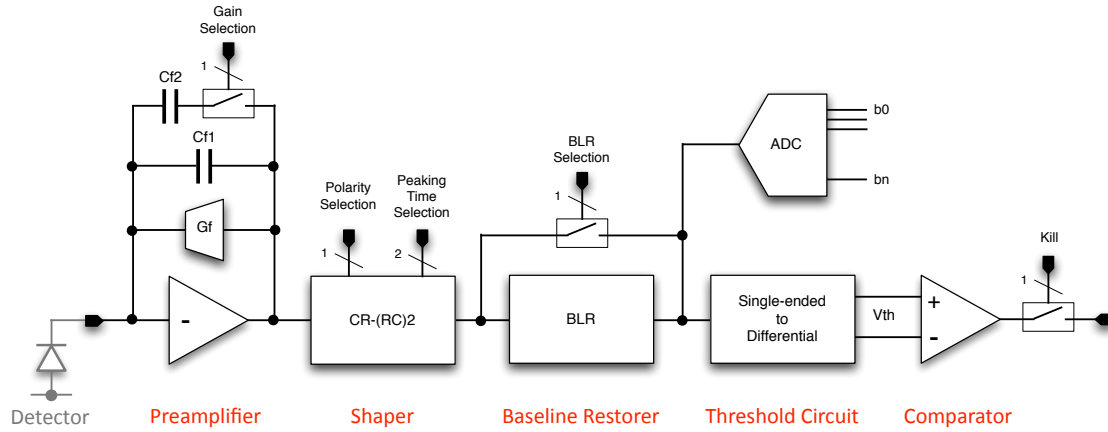 Gain
Selection
1
Cf2
Cf1
Gf
-
Polarity
Selection
1
Peaking
Time
Selection
2
CR-(RC)2
BLR
Selection
1
BLR
ADC
b0
bn
Single-ended
to
Differential
Vth
+
-
Kill
1
Detector
Preamplifier
Shaper
Baseline Restorer
Threshold Circuit
Comparator